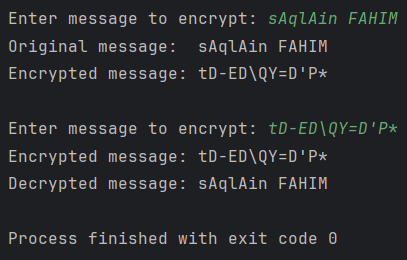 Enter message to encrypt: sAqlAin FAHIM
Original message:  sAqlAin FAHIM
Encrypted message: tD-ED\QY=D'P*
Enter message to encrypt: tD-ED\QY=D'P*
Encrypted message: tD-ED\QY=D'P*
Decrypted message: sAqlAin FAHIM
Process finished with exit code 0